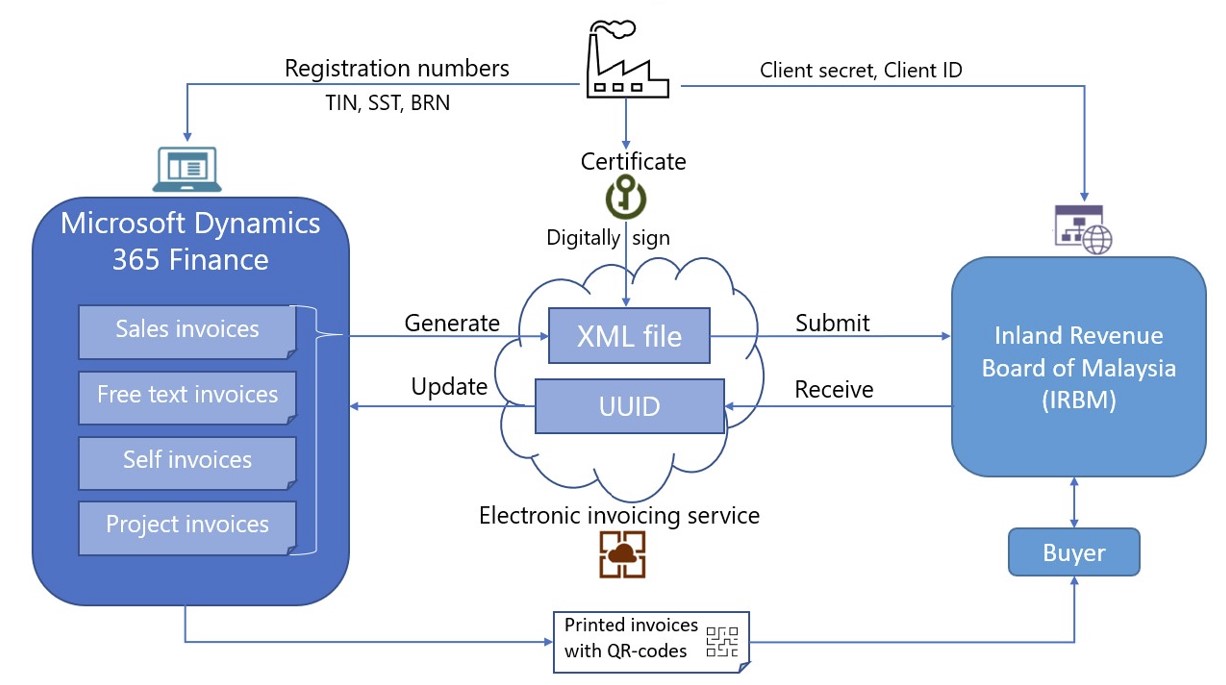 Registration numbers
TIN, SST, BRN
Client secret, Client ID
Certificate
Digitally sign
Microsoft Dynamics
365 Finance
Sales invoices
Free text invoices
Self invoices
Project invoices
Generate
Update
XML file
UUID
Submit
Receive
Inland Revenue
Board of Malaysia
(IRBM)
Electronic invoicing service
Buyer
Printed invoices
with QR-codes